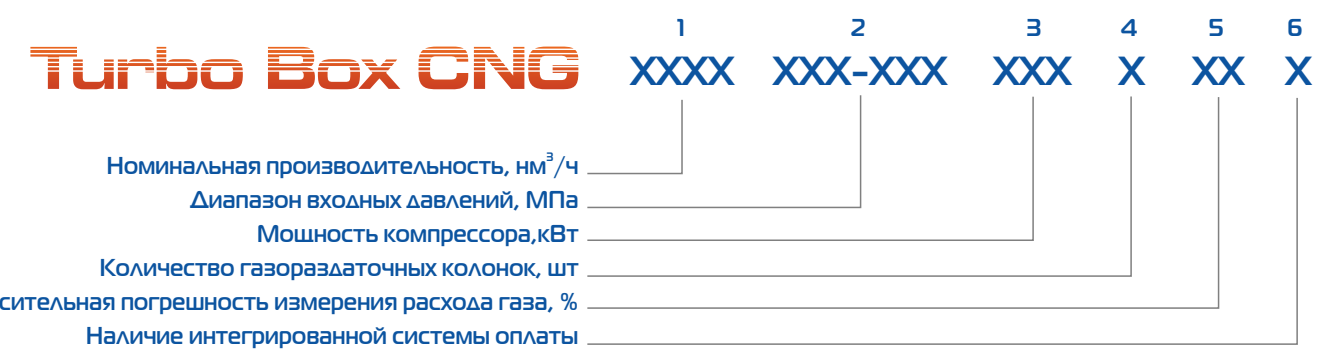 1 2 3 4 5 6
Turbo Box CNG XXXX XXX-XXX XXX X XX X
Номинальная производительность, нм³/ч
Диапазон входных давлений, МПа
Мощность компрессора,кВт
Количество газораздаточных колонок, шт
погрешность измерения расхода газа, %
Наличие интегрированной системы оплаты